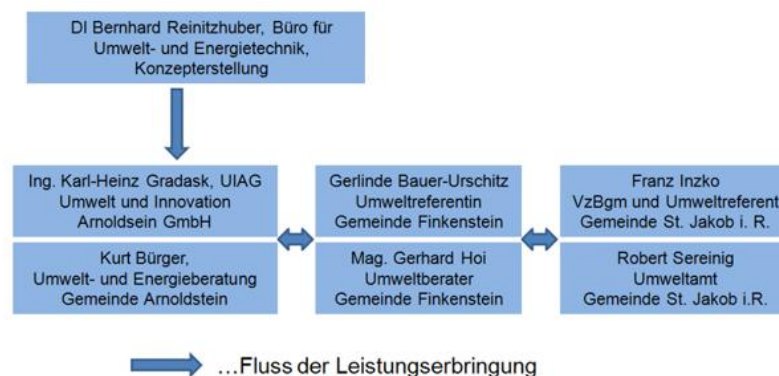 DI Bernhard Reinitzhuber, Büro für
Umwelt- und Energietechnik,
Konzepterstellung
Ing. Karl-Heinz Gradask, UIAG
Umwelt und Innovation
Arnoldsein GmbH
Kurt Bürger,
Umwelt- und Energieberatung
Gemeinde Arnoldstein
Gerlinde Bauer-Urschitz
Umweltreferentin
Gemeinde Finkenstein
Mag. Gerhard Hoi
Umweltberater
Gemeinde Finkenstein
Franz Inzko
VzBgm und Umweltreferent
Gemeinde St. Jakob i. R.
Robert Sereinig
Umweltamt
Gemeinde St. Jakob i.R.
...Fluss der Leistungserbringung